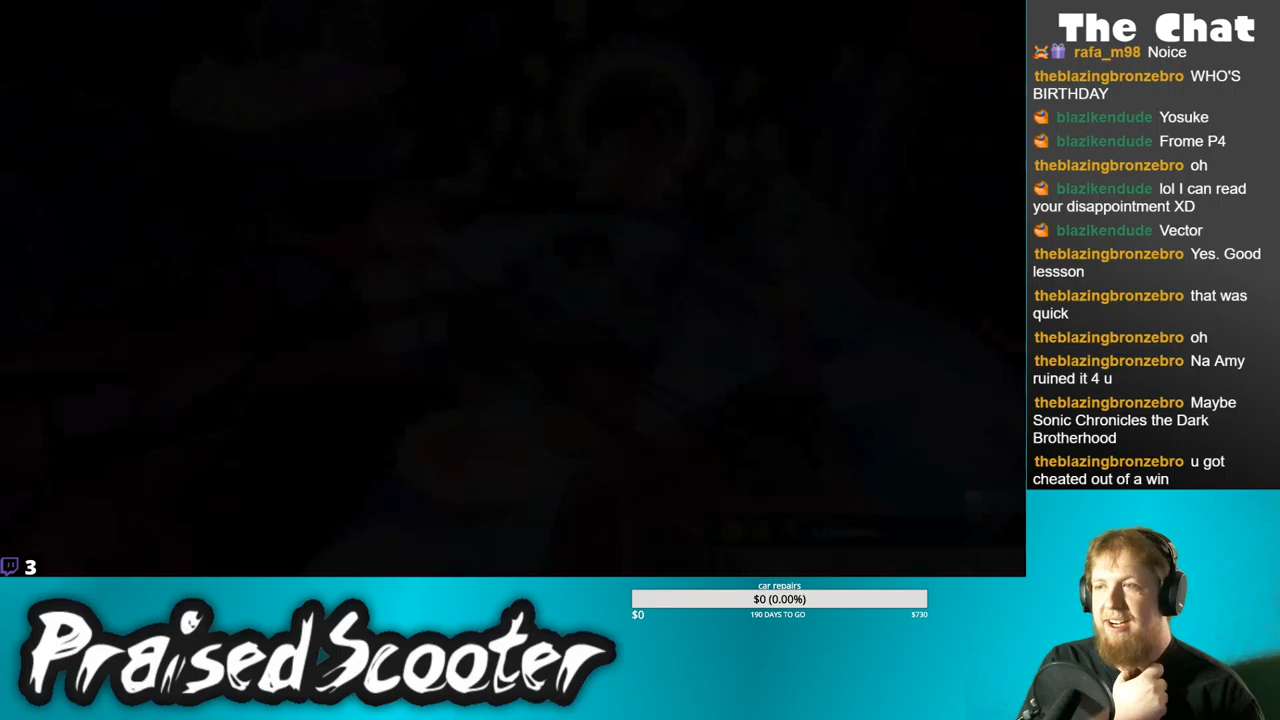 The Chat
rafa_m98 Noice
theblazingbronzebro WHO'S
BIRTHDAY
blazikendude Yosuke
blazikendude Frome P4
theblazingbronzebro oh
blazikendude lol I can read
your disappointment XD
blazikendude Vector
theblazingbronzebro Yes. Good
lessson
theblazingbronzebro that was
quick
theblazingbronzebro oh
theblazingbronzebro Na Amy
ruined it 4 u
theblazingbronzebro Maybe
Sonic Chronicles the Dark
Brotherhood
theblazingbronzebro u got
cheated out of a win
3
car repairs
$0 (0.00%)
$0 190 DAYS TO GO $730
PraisedScooter